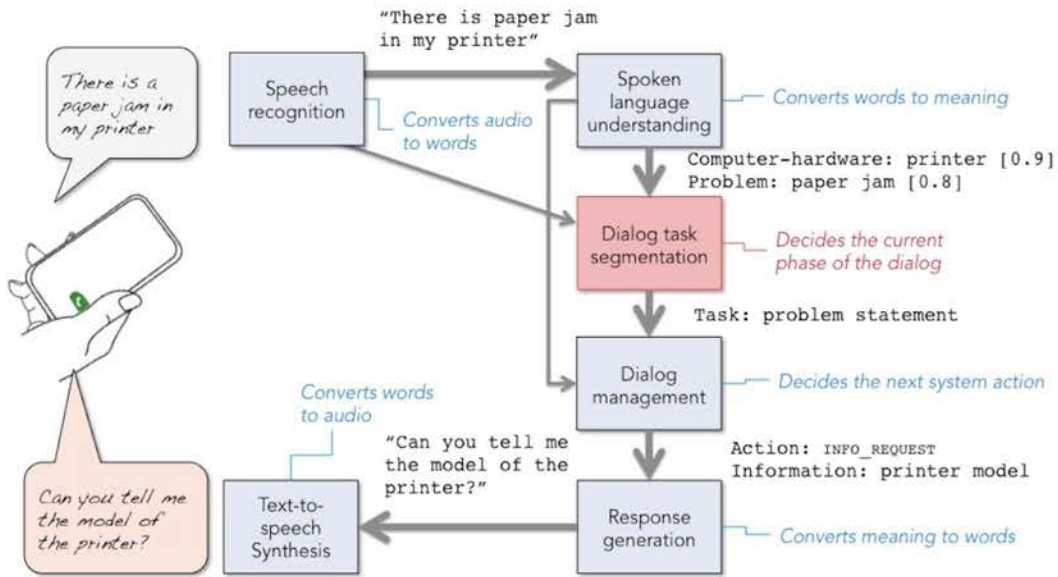 "There is paper jam
in my printer"
There is a
paper jam in
my printer
Speech
recognition
Converts audio
to words
Spoken
language
understanding
Converts words to meaning
Computer-hardware: printer [0.9]
Problem: paper jam [0.8]
Dialog task
segmentation
Decides the current
phase of the dialog
Task: problem statement
Dialog
management
Decides the next system action
Action: INFO_REQUEST
Information: printer model
Response
generation
Converts meaning to words
"Can you tell me
the model of the
printer?"
Converts words
to audio
Text-to-
speech
Synthesis
Can you tell me
the model of
the printer?